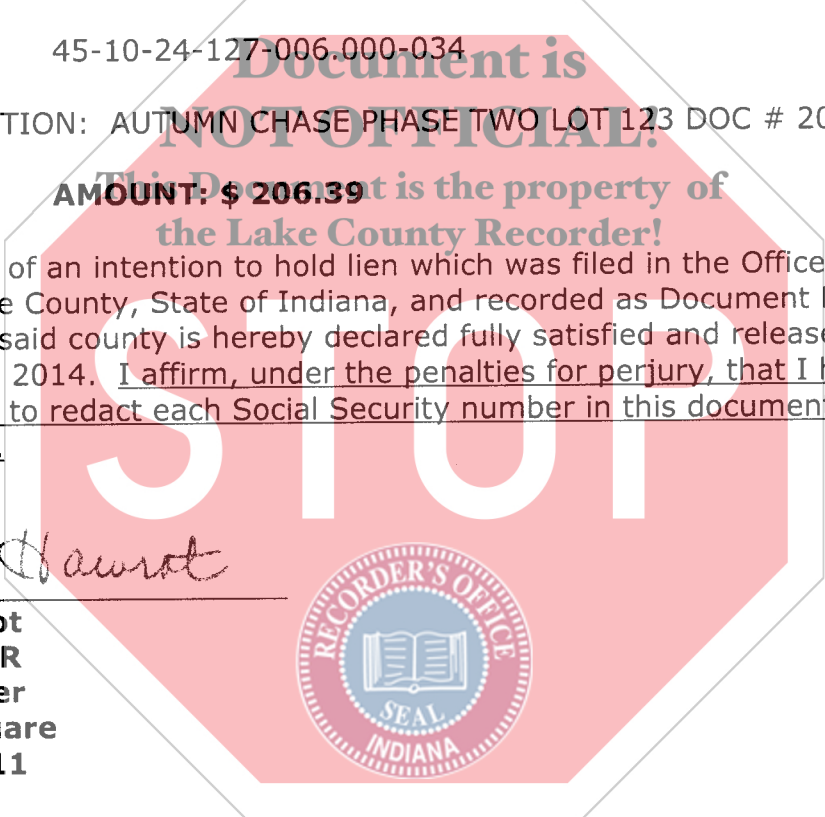 45-10-24-127-006.000-034
Document is
TION: AUTUMN CHASE PHASE TWO LOT 123 DOC # 20
NOT OFFICIAL!
AMOUNT: $ 206.39
This Document is the property of
the Lake County Recorder!
of an intention to hold lien which was filed in the Office
e County, State of Indiana, and recorded as Document
said county is hereby declared fully satisfied and release
2014. I affirm, under the penalties for perjury, that I h
to redact each Social Security number in this document
STOP
Hawrot
RECORDER'S OFFICE
SEAL
INDIANA
ot
R
er
uare
11